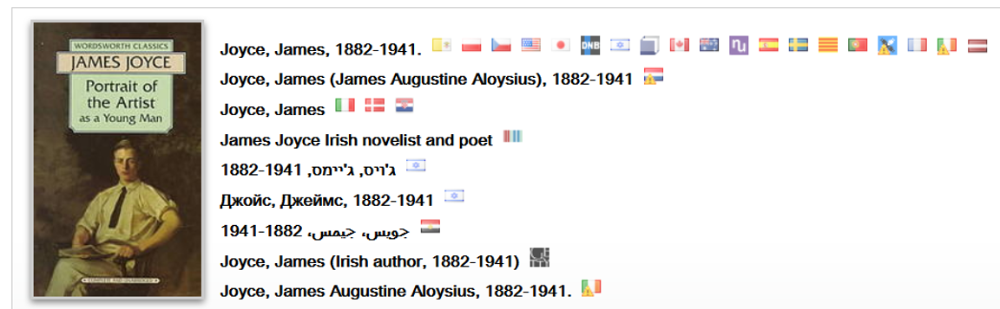 WORDSWORTH CLASSICS
JAMES JOYCE
Portrait of
the Artist
as a Young Man
COMPLETE AND UNABRIDGED
Joyce, James, 1882-1941.
DNB
nu
Joyce, James (James Augustine Aloysius), 1882-1941
Joyce, James
James Joyce Irish novelist and poet
ג'ויס, ג'יימס, 1882-1941
Джойс, Джеймс, 1882-1941
جويس، جيمس، 1882-1941
Joyce, James (Irish author, 1882-1941)
GETTY
Joyce, James Augustine Aloysius, 1882-1941.